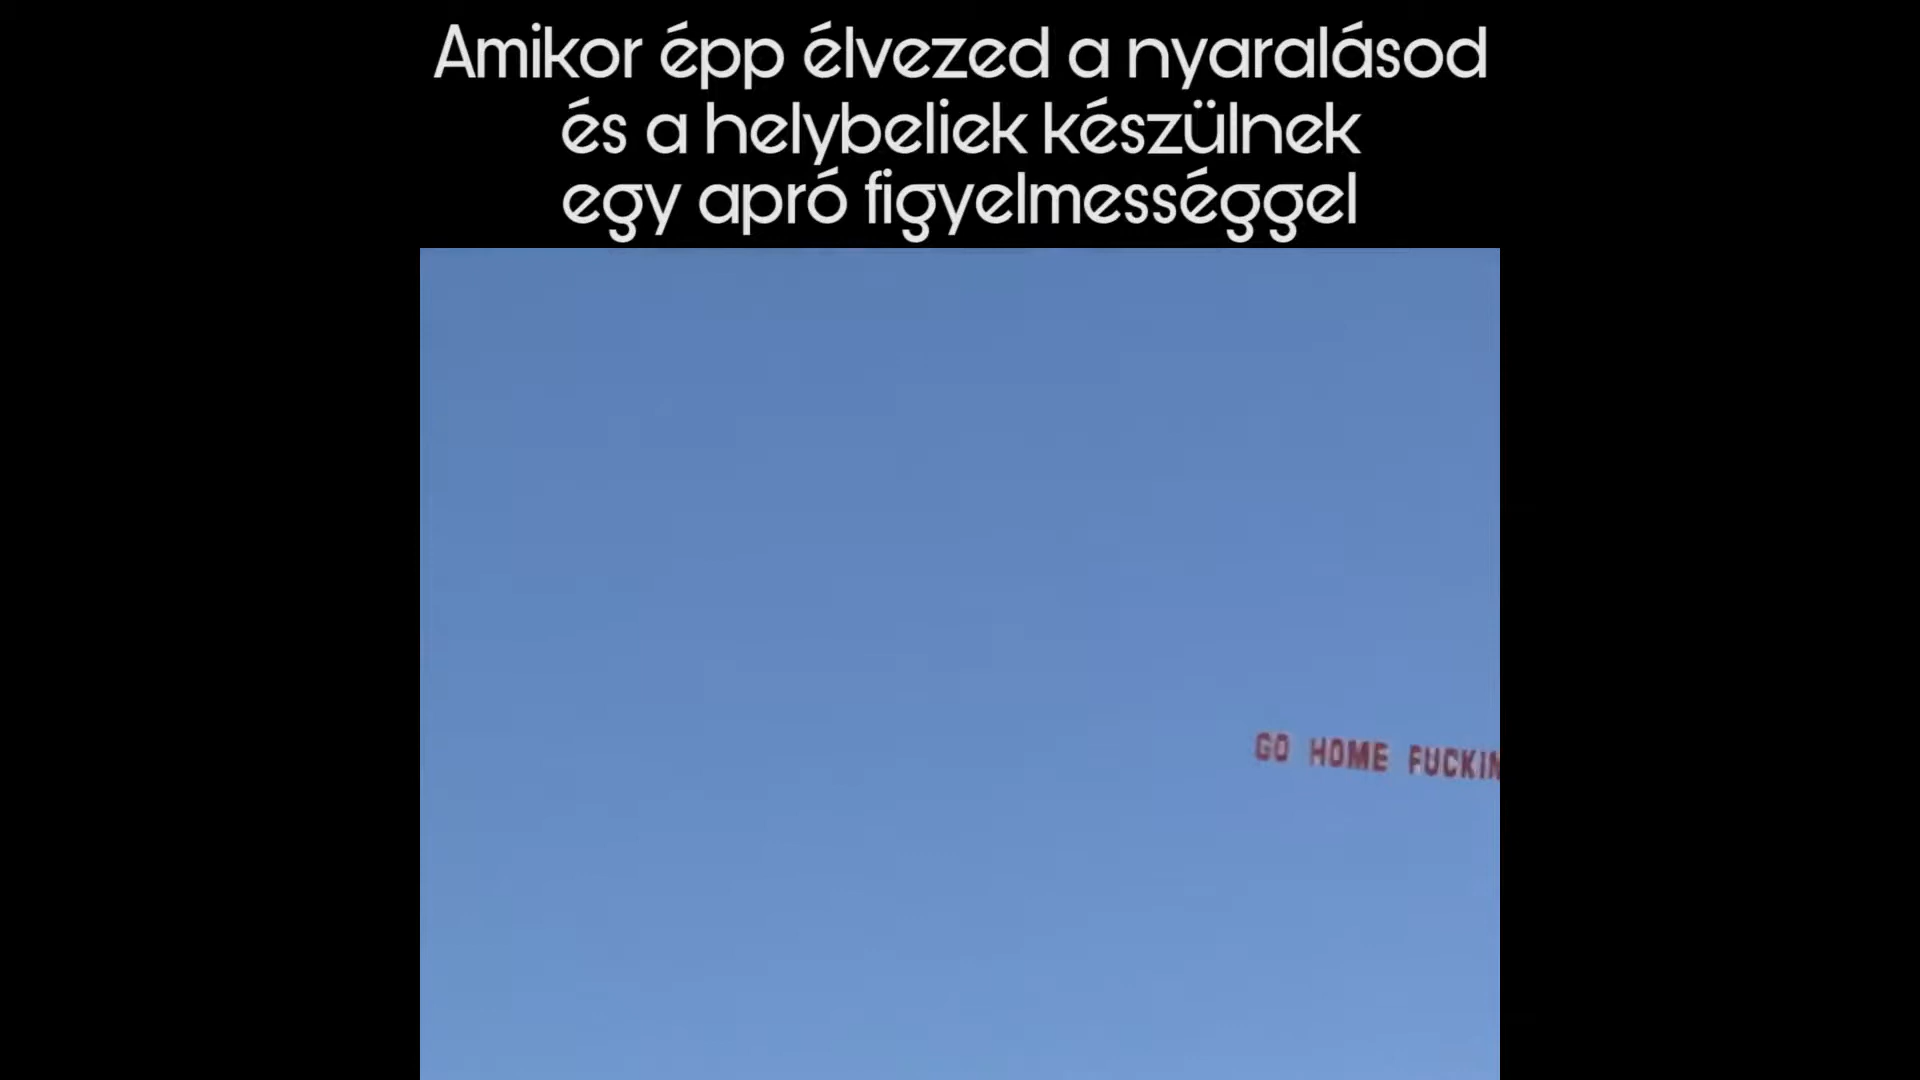 Amikor épp élvezed a nyaralásod
és a helybeliek készülnek
egy apró figyelmességgel
GO HOME FUCKIN